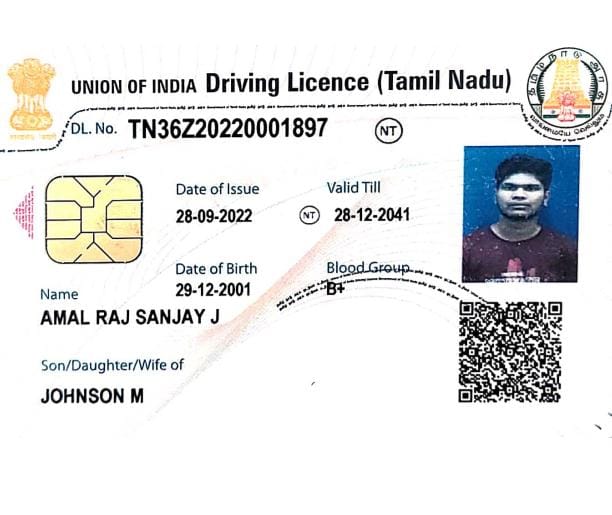 UNION OF INDIA Driving Licence (Tamil Nadu)
DL. No. TN36Z20220001897 NT
Date of Issue Valid Till
28-09-2022 NT 28-12-2041
Date of Birth Blood Group
29-12-2001 B+
Name
AMAL RAJ SANJAY J
Son/Daughter/Wife of
JOHNSON M